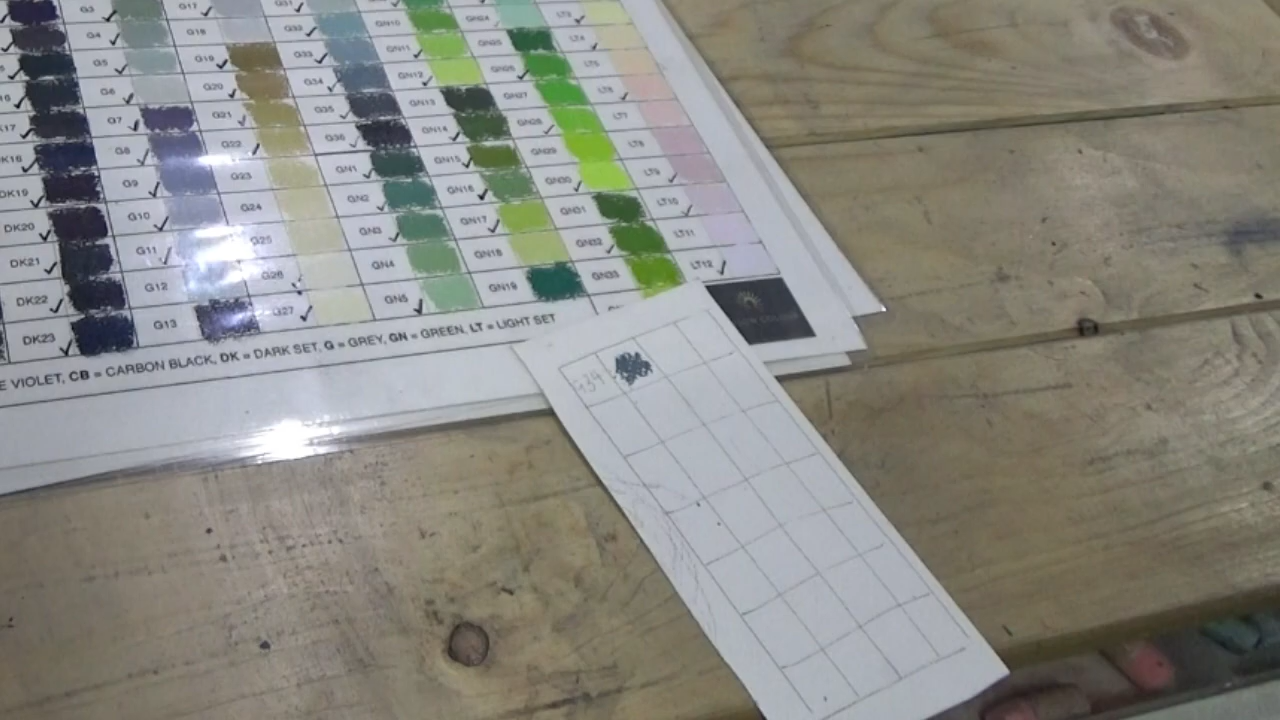 G3 G17 G31 LT3
G4 G18 G32 GN10 GN24 LT4
G5 G19 G33 GN11 GN25 LT5
G6 G20 G34 GN12 GN26 LT6
K17 G7 G21 G35 GN13 GN27 LT7
DK18 G8 G22 G36 GN14 GN28 LT8
DK19 G9 G23 GN1 GN15 GN29 LT9
DK20 G10 G24 GN2 GN16 GN30 LT10
DK21 G11 G25 GN3 GN17 GN31 LT11
DK22 G12 G26 GN4 GN18 GN32 LT12
DK23 G13 G27 GN5 GN19 GN33
E VIOLET, CB = CARBON BLACK, DK = DARK SET, G = GREY, GN = GREEN, LT = LIGHT SET
COLOUR
G34